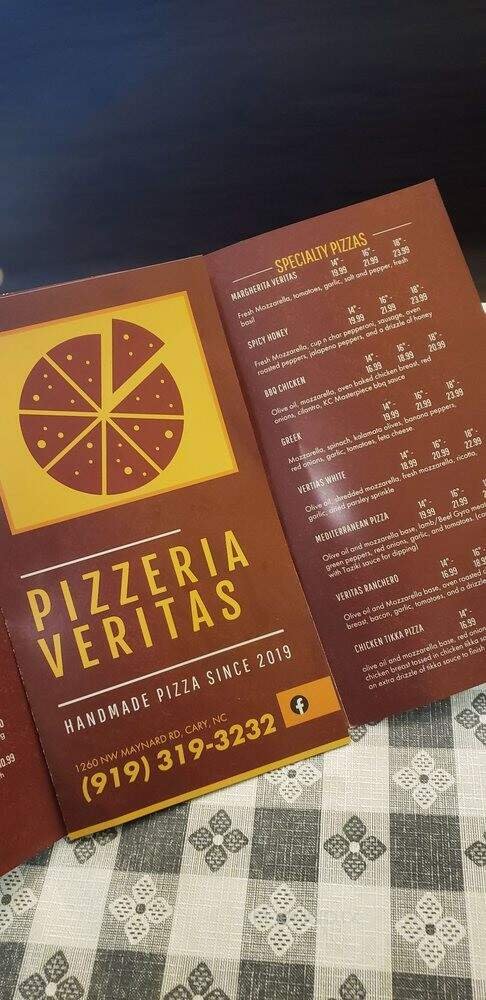 PIZZERIA
VERITAS
HANDMADE PIZZA SINCE 2019
1260 NW MAYNARD RD, CARY, NC
(919) 319-3232
f
SPECIALTY PIZZAS
MARGHERITA VERITAS 14"- 19.99 16"- 21.99 18"- 23.99
Fresh Mozzarella, tomatoes, garlic, salt and pepper, fresh
basil
SPICY HONEY 14"- 19.99 16"- 21.99 18"- 23.99
Fresh Mozzarella, cup n char pepperoni, sausage, oven
roasted peppers, jalapeno peppers, and a drizzle of honey
BBQ CHICKEN 14"- 16.99 16"- 18.99 18"- 20.99
Olive oil, mozzarella, oven baked chicken breast, red
onions, cilantro, KC Masterpiece bbq sauce
GREEK 14"- 19.99 16"- 21.99 18"- 23.99
Mozzarella, spinach, kalamata olives, banana peppers,
red onions, garlic, tomatoes, feta cheese
VERTIAS WHITE 14"- 18.99 16"- 20.99 18"- 22.99
Olive oil, shredded mozzarella, fresh mozzarella, ricotta,
garlic, dried parsley sprinkle
MEDITERRANEAN PIZZA 14"- 19.99 16"- 21.99
Olive oil and mozzarella base, lamb/Beef Gyro meat
green peppers, red onions, garlic, and tomatoes.
with Taziki sauce for dipping)
VERITAS RANCHERO 14"- 16.99 16"- 18.99
Olive oil and Mozzarella base, oven roasted
breast, bacon, garlic, tomatoes, and a drizzle
CHICKEN TIKKA PIZZA 14"- 16.99
olive oil and mozzarella base, red onion
chicken breast tossed in chicken tikka
an extra drizzle of tikka sauce to finish